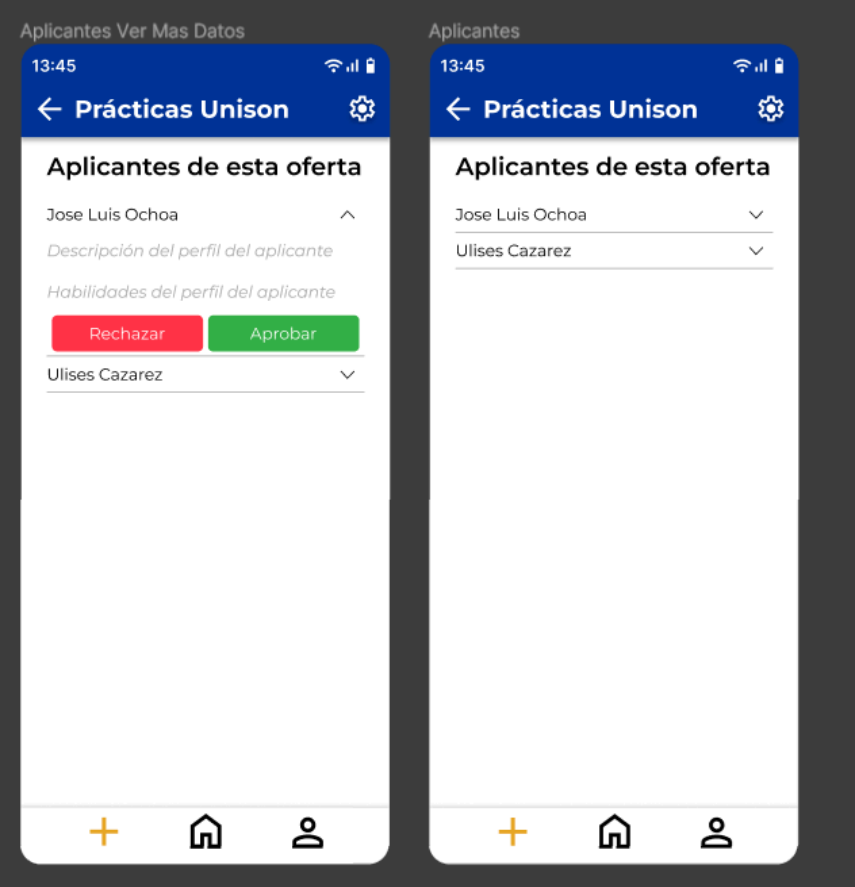 Aplicantes Ver Mas Datos
13:45
Prácticas Unison
Aplicantes de esta oferta
Jose Luis Ochoa
Descripción del perfil del aplicante
Habilidades del perfil del aplicante
Rechazar Aprobar
Ulises Cazarez
Aplicantes
13:45
Prácticas Unison
Aplicantes de esta oferta
Jose Luis Ochoa
Ulises Cazarez